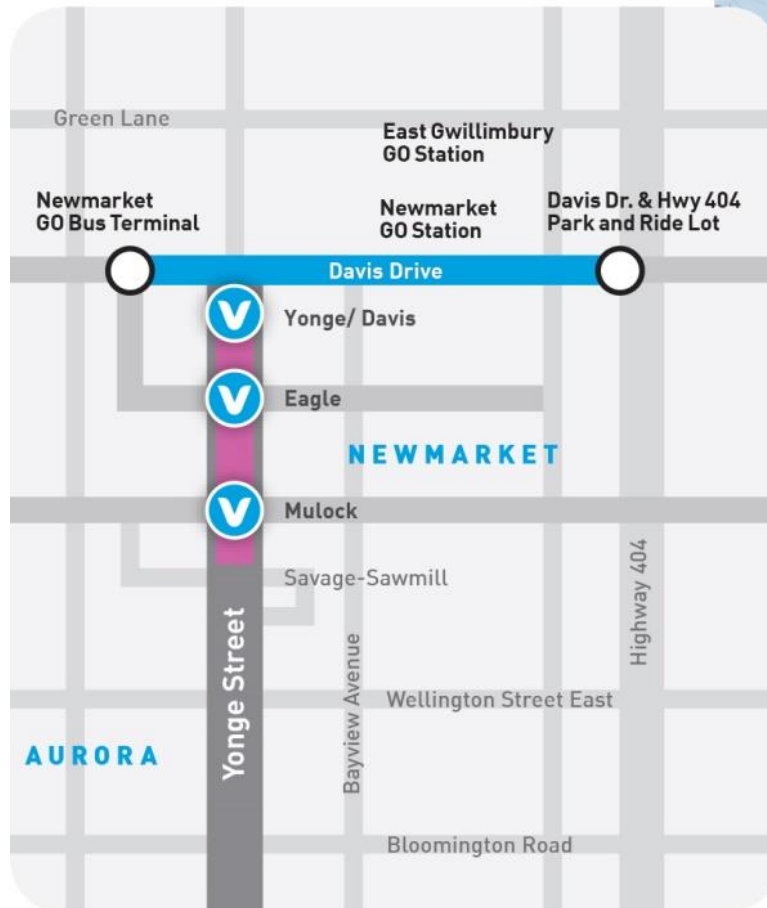 Green Lane
East Gwillimbury
GO Station
Newmarket
GO Bus Terminal
Newmarket
GO Station
Davis Dr. & Hwy 404
Park and Ride Lot
Davis Drive
Yonge/ Davis
Eagle
NEWMARKET
Mulock
Savage-Sawmill
Highway 404
Yonge Street
Bayview Avenue
Wellington Street East
AURORA
Bloomington Road